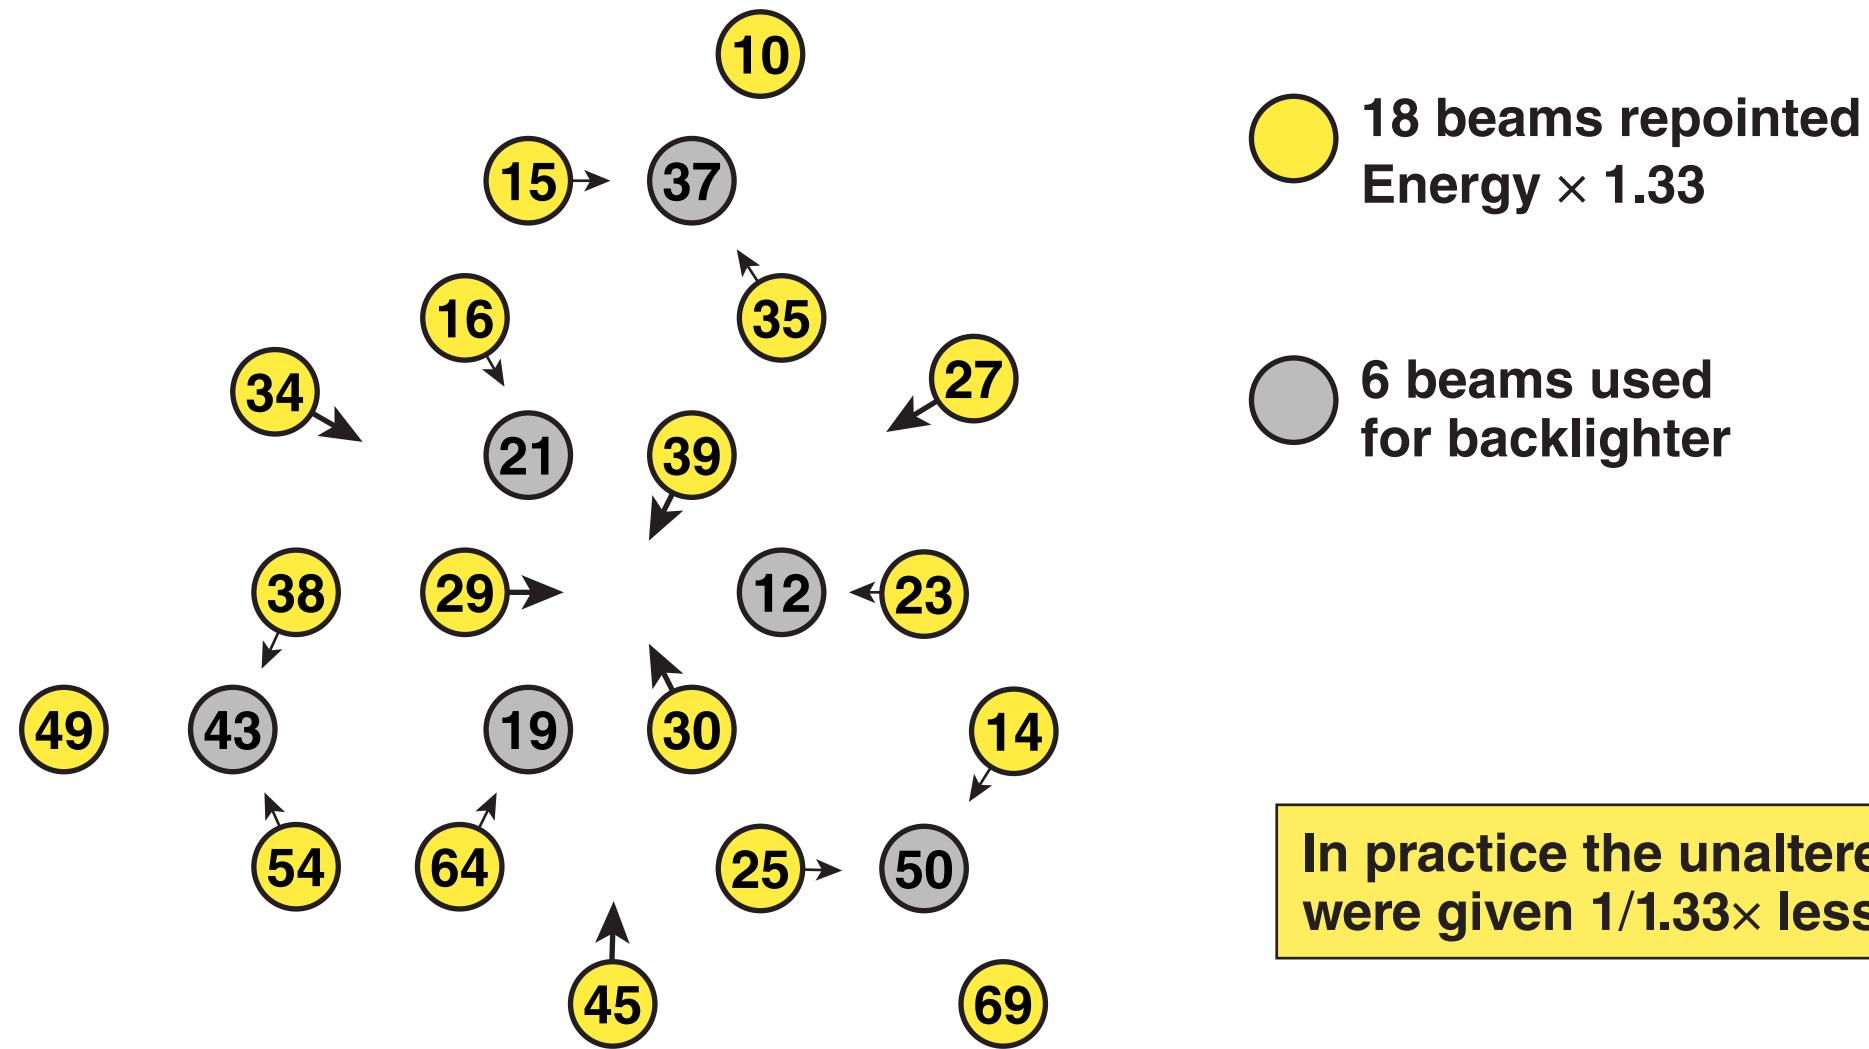 10
18 beams repointed
15 37
Energy × 1.33
16 35
34 27
6 beams used
21 39
for backlighter
38 29 12 23
49 43 19 30 14
54 64 25 50
In practice the
were given 1/1.33× less
45 69